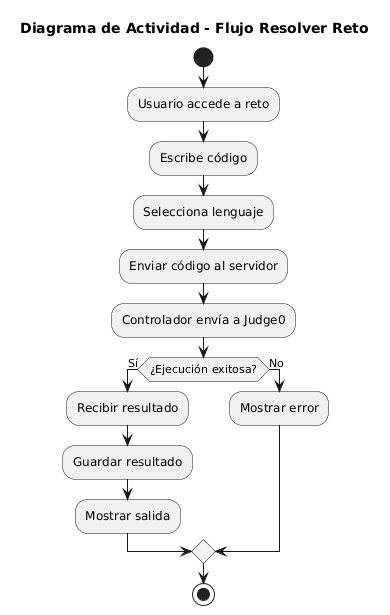 Diagrama de Actividad - Flujo Resolver Reto
Usuario accede a reto
Escribe código
Selecciona lenguaje
Enviar código al servidor
Controlador envía a Judge0
Sí
¿Ejecución exitosa?
No
Recibir resultado
Mostrar error
Guardar resultado
Mostrar salida